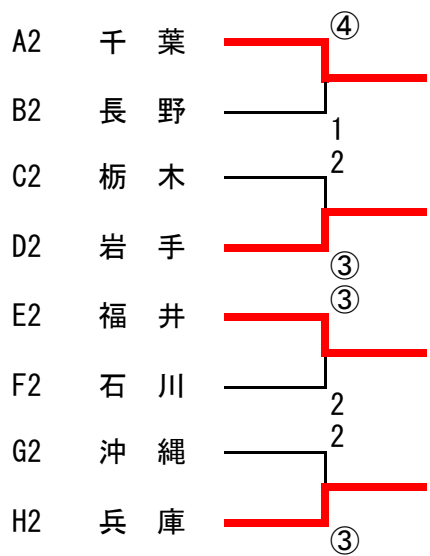 ④
A2 千 葉
B2 長 野
1
2
C2 栃 木
D2 岩 手
③
③
E2 福 井
F2 石 川
2
2
G2 沖 縄
H2 兵 庫
③